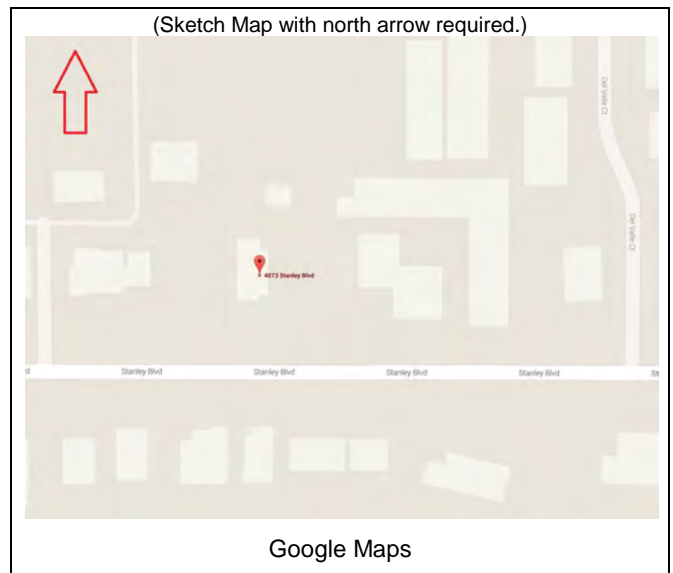 (Sketch Map with north arrow required.)
Del Valle Ct
Del Valle Ct
4073 Stanley Blvd
Stanley Blvd
Stanley Blvd
Stanley Blvd
Stanley Blvd
Google Maps